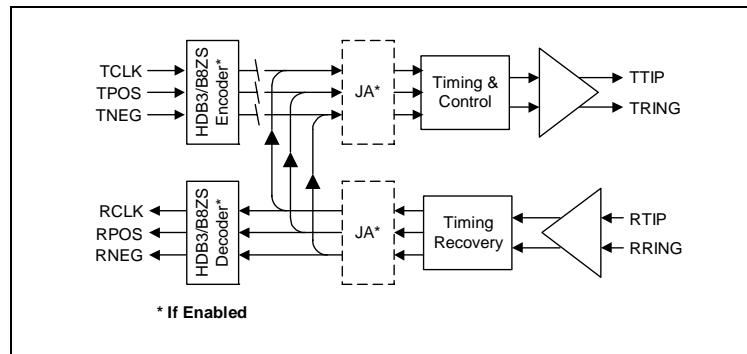 TCLK
TPOS
TNEG
HDB3/B8ZS
Encoder*
JA*
Timing &
Control
TTIP
TRING
RCLK
RPOS
RNEG
HDB3/B8ZS
Decoder*
JA*
Timing
Recovery
RTIP
RRING
* If Enabled